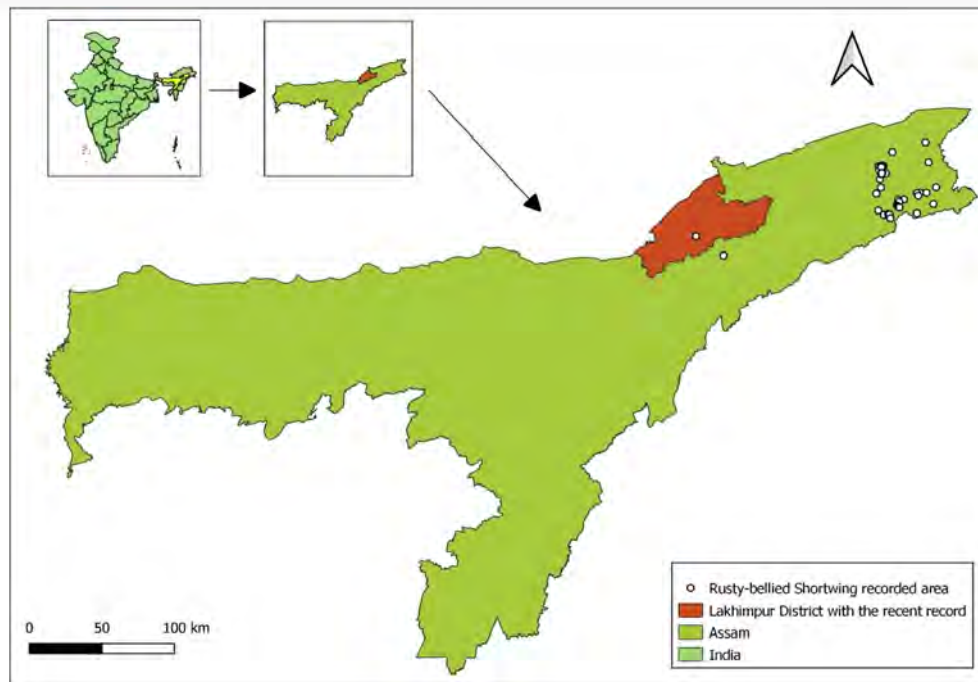 Rusty-bellied Shortwing recorded area
Lakhimpur District with the recent record
Assam
India
0 50 100 km